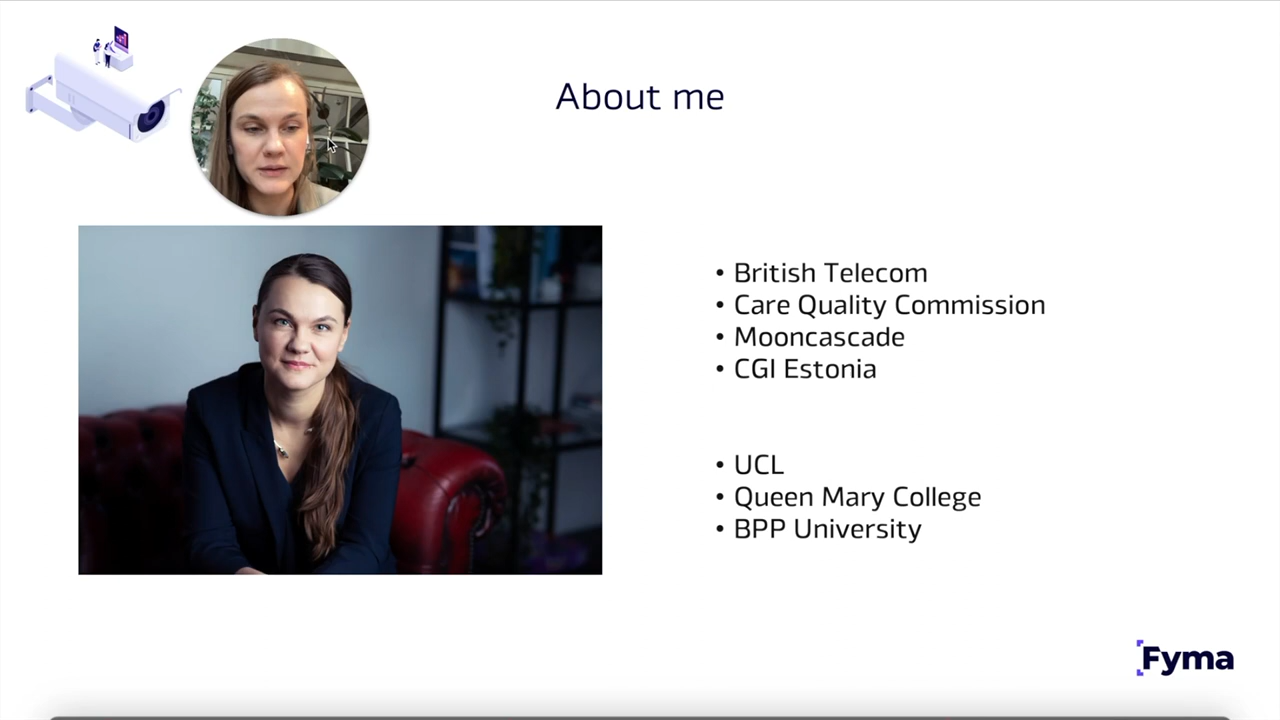 About me
• British Telecom
• Care Quality Commission
• Mooncascade
• CGI Estonia
• UCL
• Queen Mary College
• BPP University
Fyma